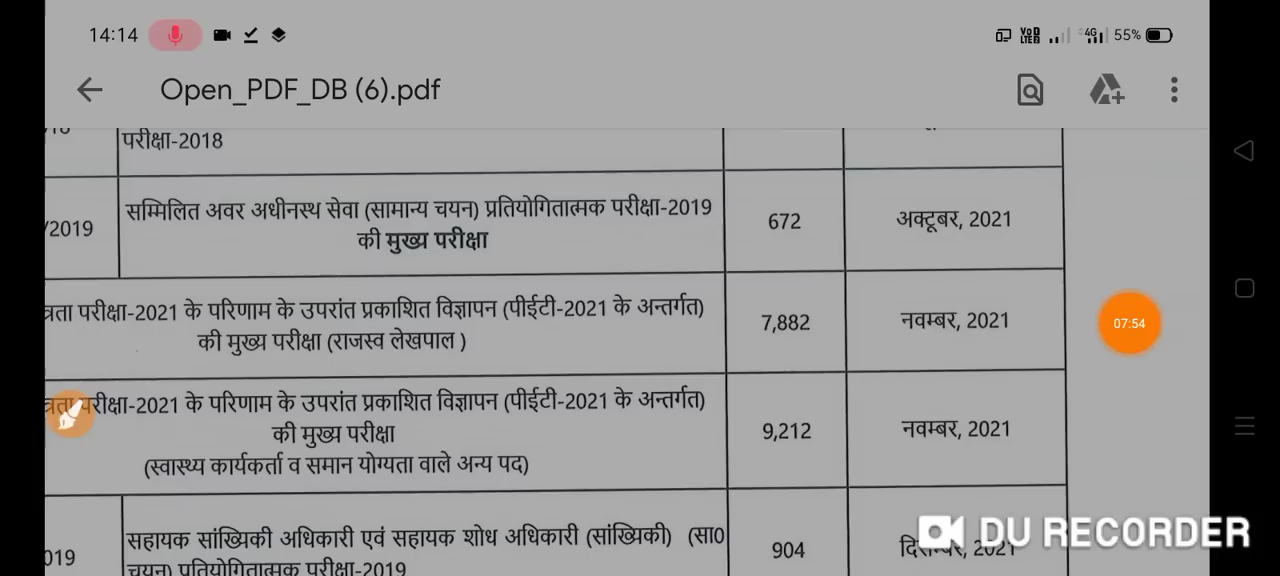 14:14
VoD LTE2 4G 55%
Open_PDF_DB (6).pdf
परीक्षा-2018
/2019 सम्मिलित अवर अधीनस्थ सेवा (सामान्य चयन) प्रतियोगितात्मक परीक्षा-2019 672 अक्टूबर, 2021
की मुख्य परीक्षा
त्रता परीक्षा-2021 के परिणाम के उपरांत प्रकाशित विज्ञापन (पीईटी-2021 के अन्तर्गत) 7,882 नवम्बर, 2021
की मुख्य परीक्षा (राजस्व लेखपाल )
07:54
त्रता परीक्षा-2021 के परिणाम के उपरांत प्रकाशित विज्ञापन (पीईटी-2021 के अन्तर्गत)
की मुख्य परीक्षा 9,212 नवम्बर, 2021
(स्वास्थ्य कार्यकर्ता व समान योग्यता वाले अन्य पद)
019 सहायक सांख्यिकी अधिकारी एवं सहायक शोध अधिकारी (सांख्यिकी) (सा0 904 2021
चयन) प्रतियोगितात्मक परीक्षा-2019
DU RECORDER